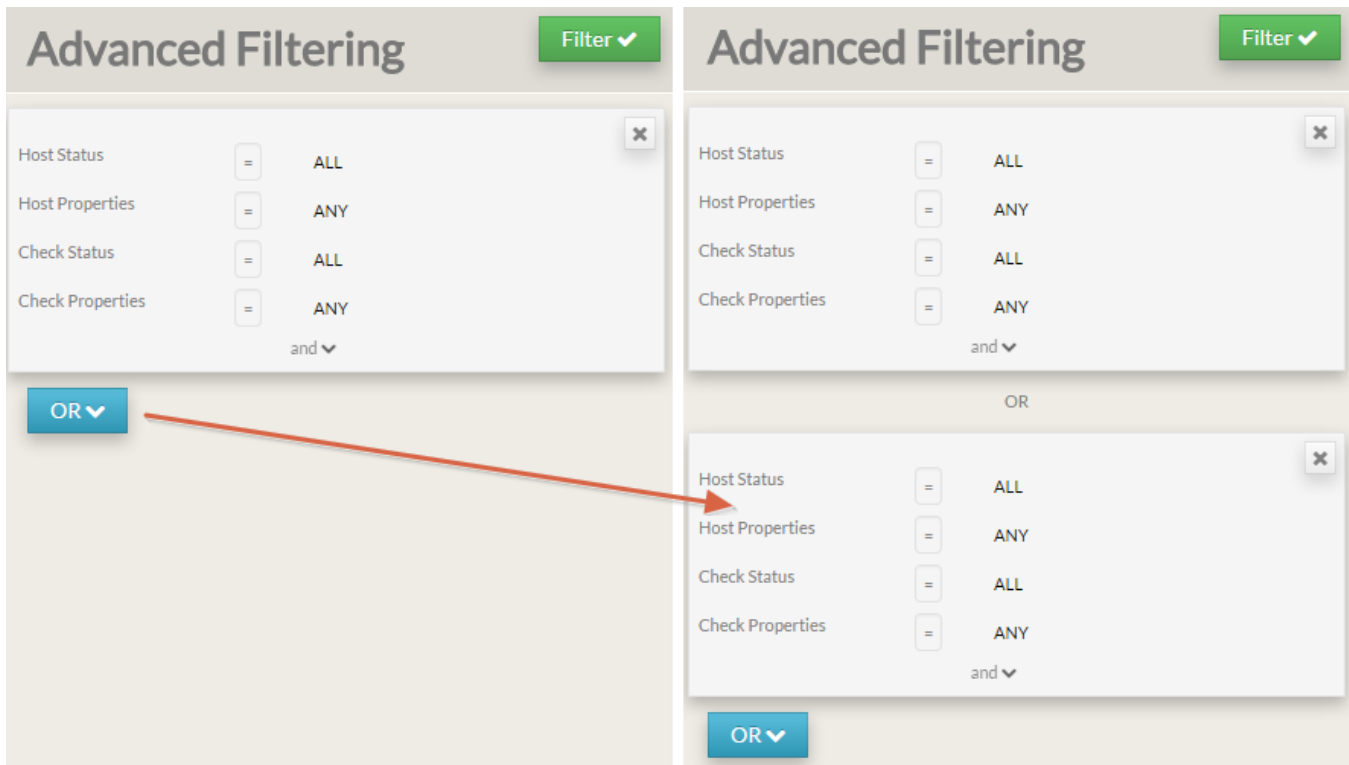 Advanced Filtering
Filter
Host Status = ALL
Host Properties = ANY
Check Status = ALL
Check Properties = ANY
and
OR
Advanced Filtering
Filter
Host Status = ALL
Host Properties = ANY
Check Status = ALL
Check Properties = ANY
and
OR
Host Status = ALL
Host Properties = ANY
Check Status = ALL
Check Properties = ANY
and
OR